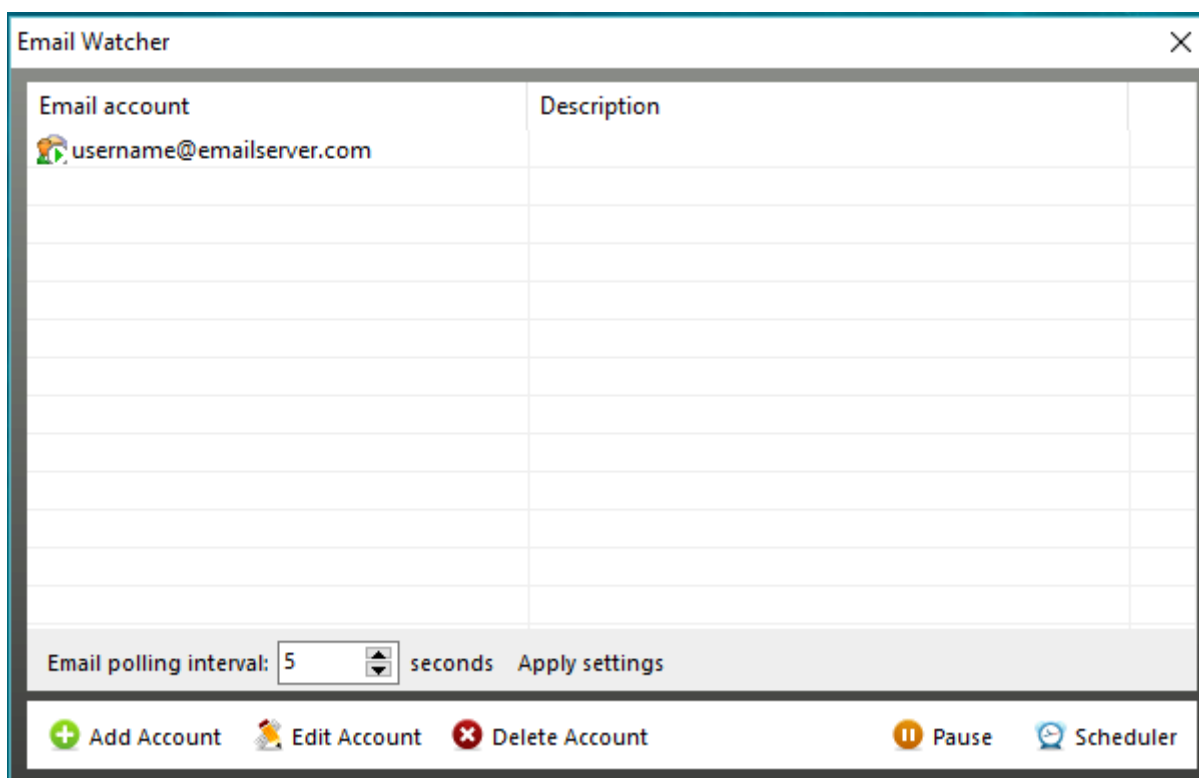 Email Watcher
Email account Description
username@emailserver.com
Email polling interval: 5 seconds Apply settings
Add Account Edit Account Delete Account Pause Scheduler